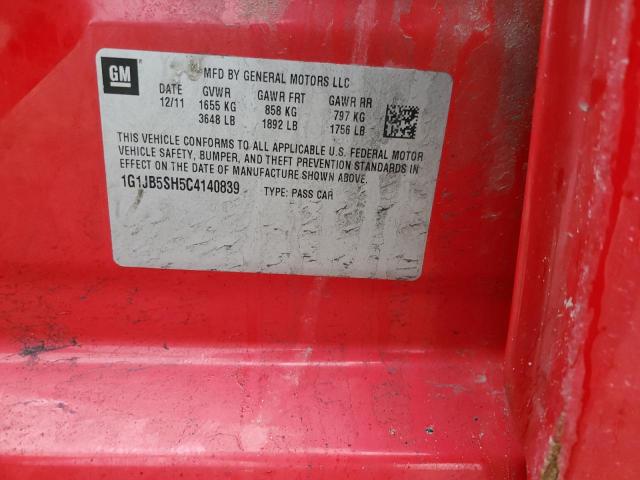 GM
MFD BY GENERAL MOTORS LLC
DATE GVWR GAWR FRT GAWR RR
12/11 1655 KG 858 KG 797 KG
3648 LB 1892 LB 1756 LB
THIS VEHICLE CONFORMS TO ALL APPLICABLE U.S. FEDERAL MOTOR
VEHICLE SAFETY, BUMPER, AND THEFT PREVENTION STANDARDS IN
EFFECT ON THE DATE OF MANUFACTURE SHOWN ABOVE.
1G1JB5SH5C4140839 TYPE: PASS CAR